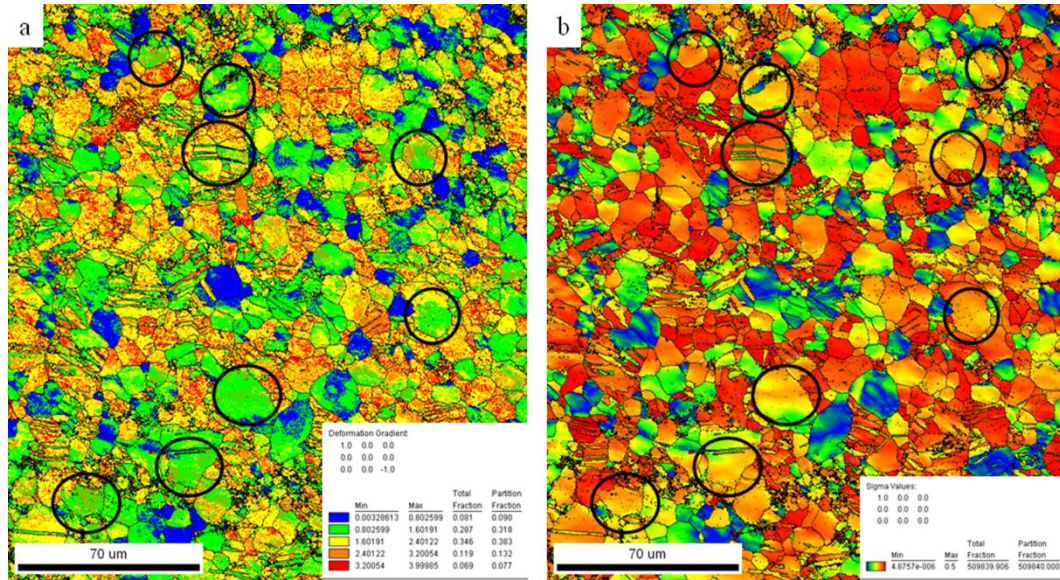 a
b
Deformation Gradient:
1.0 0.0 0.0
0.0 0.0 0.0
0.0 0.0 -1.0
Total Partition
Min Max Fraction Fraction
0.00328613 0.802599 0.081 0.090
0.802599 1.60191 0.287 0.318
1.60191 2.40122 0.346 0.383
2.40122 3.20054 0.119 0.132
3.20054 3.99985 0.069 0.077
70 um
Sigma Values:
1.0 0.0 0.0
0.0 0.0 0.0
0.0 0.0 0.0
Total Partition
Min Max Fraction Fraction
4.8757e-006 0.5 509839.906 509840.000
70 um